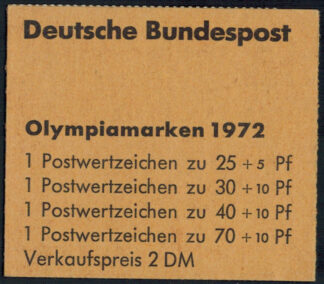 Deutsche Bundespost
Olympiamarken 1972
1 Postwertzeichen zu 25 + 5 Pf
1 Postwertzeichen zu 30 + 10 Pf
1 Postwertzeichen zu 40 + 10 Pf
1 Postwertzeichen zu 70 + 10 Pf
Verkaufspreis 2 DM